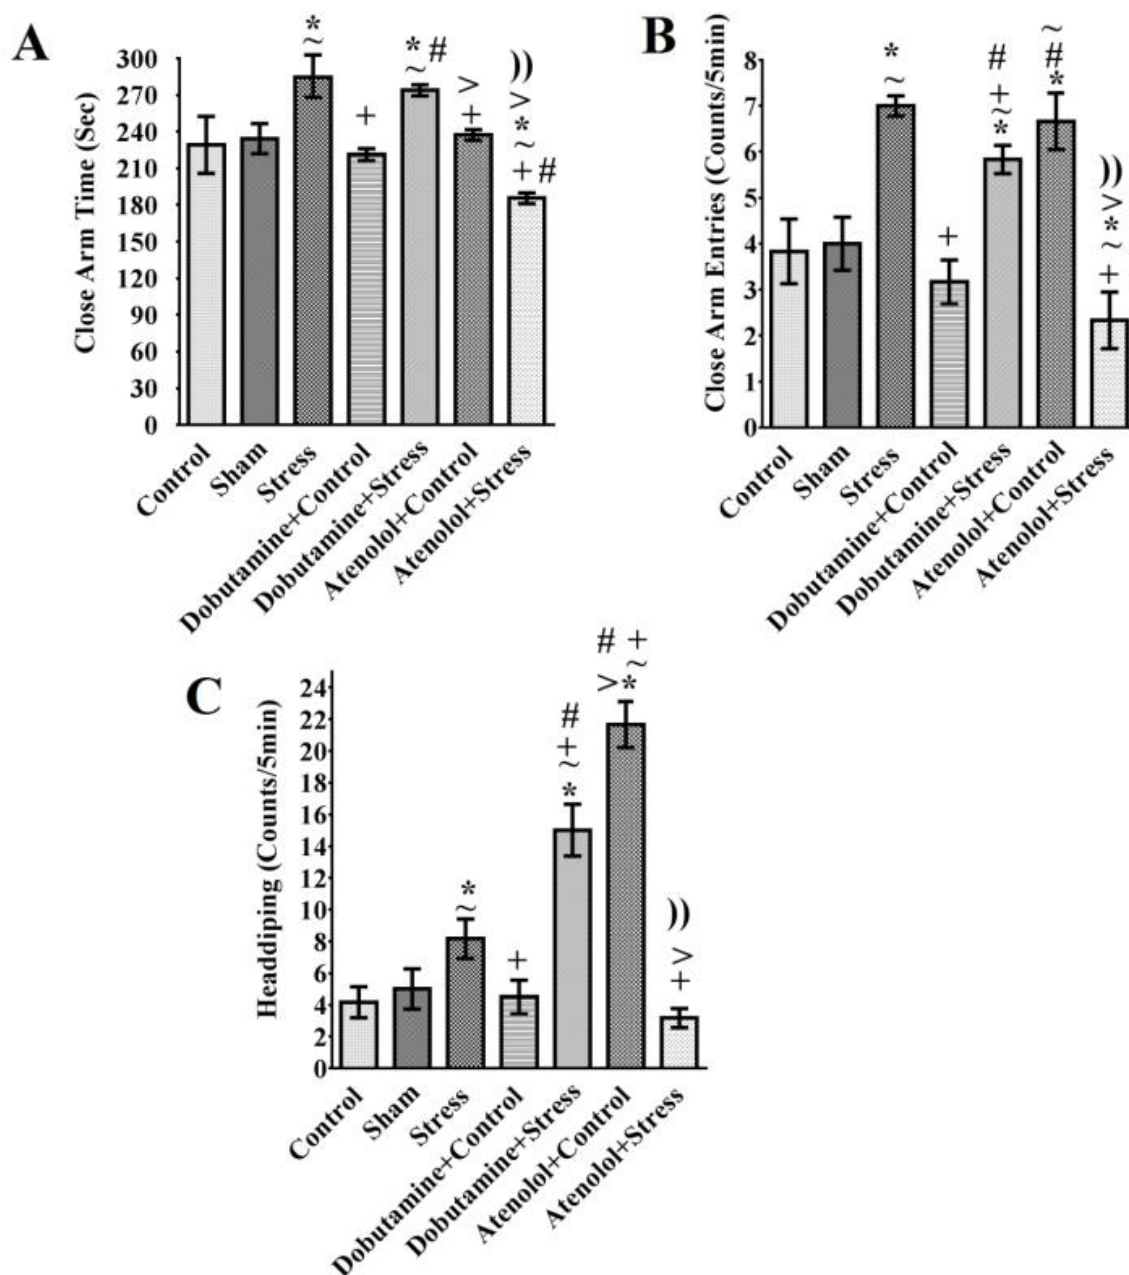 A
Close Arm Time (Sec)
300
270
240
210
180
150
120
90
60
30
0
*
~
+
* #
~
>
+
))
>
*
~
+ #
Control
Sham
Stress
Dobutamine+Control
Dobutamine+Stress
Atenolol+Control
Atenolol+Stress
B
Close Arm Entries (Counts/5min)
8
7
6
5
4
3
2
1
0
*
~
+
#
+
~
*
~
#
*
))
>
*
~
+
Control
Sham
Stress
Dobutamine+Control
Dobutamine+Stress
Atenolol+Control
Atenolol+Stress
C
Headdiping (Counts/5min)
24
22
20
18
16
14
12
10
8
6
4
2
0
*
~
+
#
+
~
*
# +
~
> *
))
>
+
Control
Sham
Stress
Dobutamine+Control
Dobutamine+Stress
Atenolol+Control
Atenolol+Stress